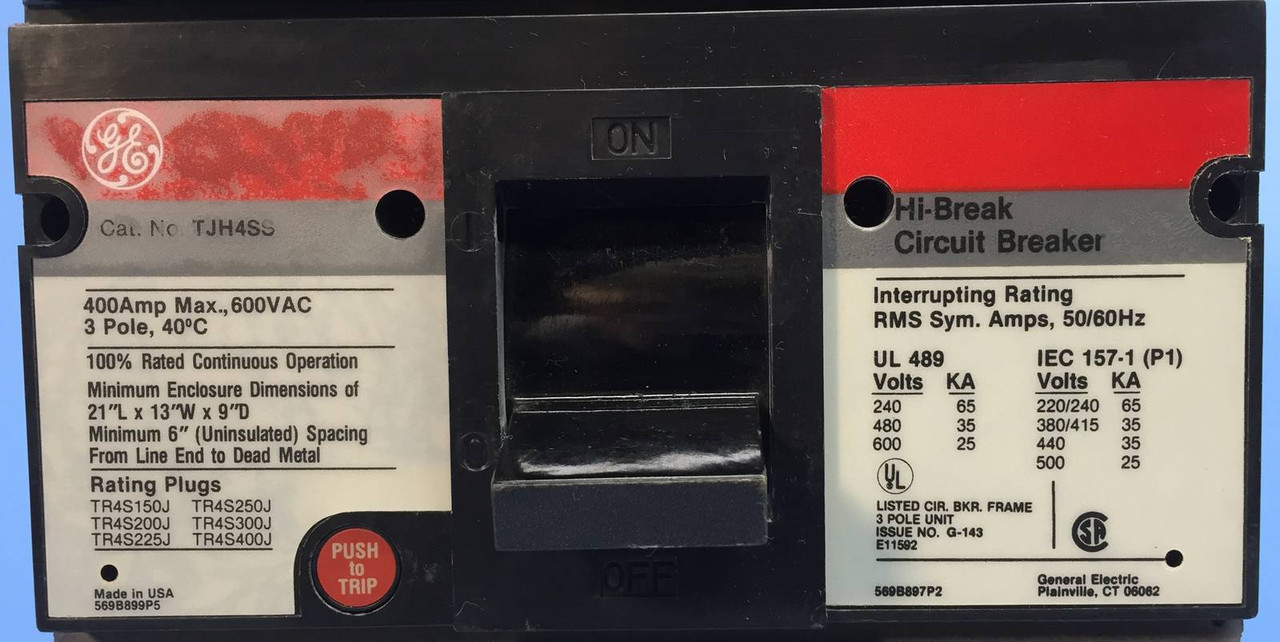 GE
Cat. No. TJH4SS
400Amp Max., 600VAC
3 Pole, 40ºC
100% Rated Continuous Operation
Minimum Enclosure Dimensions of
21"L x 13"W x 9"D
Minimum 6" (Uninsulated) Spacing
From Line End to Dead Metal
Rating Plugs
TR4S150J TR4S250J
TR4S200J TR4S300J
TR4S225J TR4S400J
Made in USA
569B899P5
PUSH
to
TRIP
ON
I
O
OFF
Hi-Break
Circuit Breaker
Interrupting Rating
RMS Sym. Amps, 50/60Hz
UL 489 IEC 157-1 (P1)
Volts KA Volts KA
240 65 220/240 65
480 35 380/415 35
600 25 440 35
500 25
UL
LISTED CIR. BKR. FRAME
3 POLE UNIT
ISSUE NO. G-143
E11592
SA
569B897P2
General Electric
Plainville, CT 06062